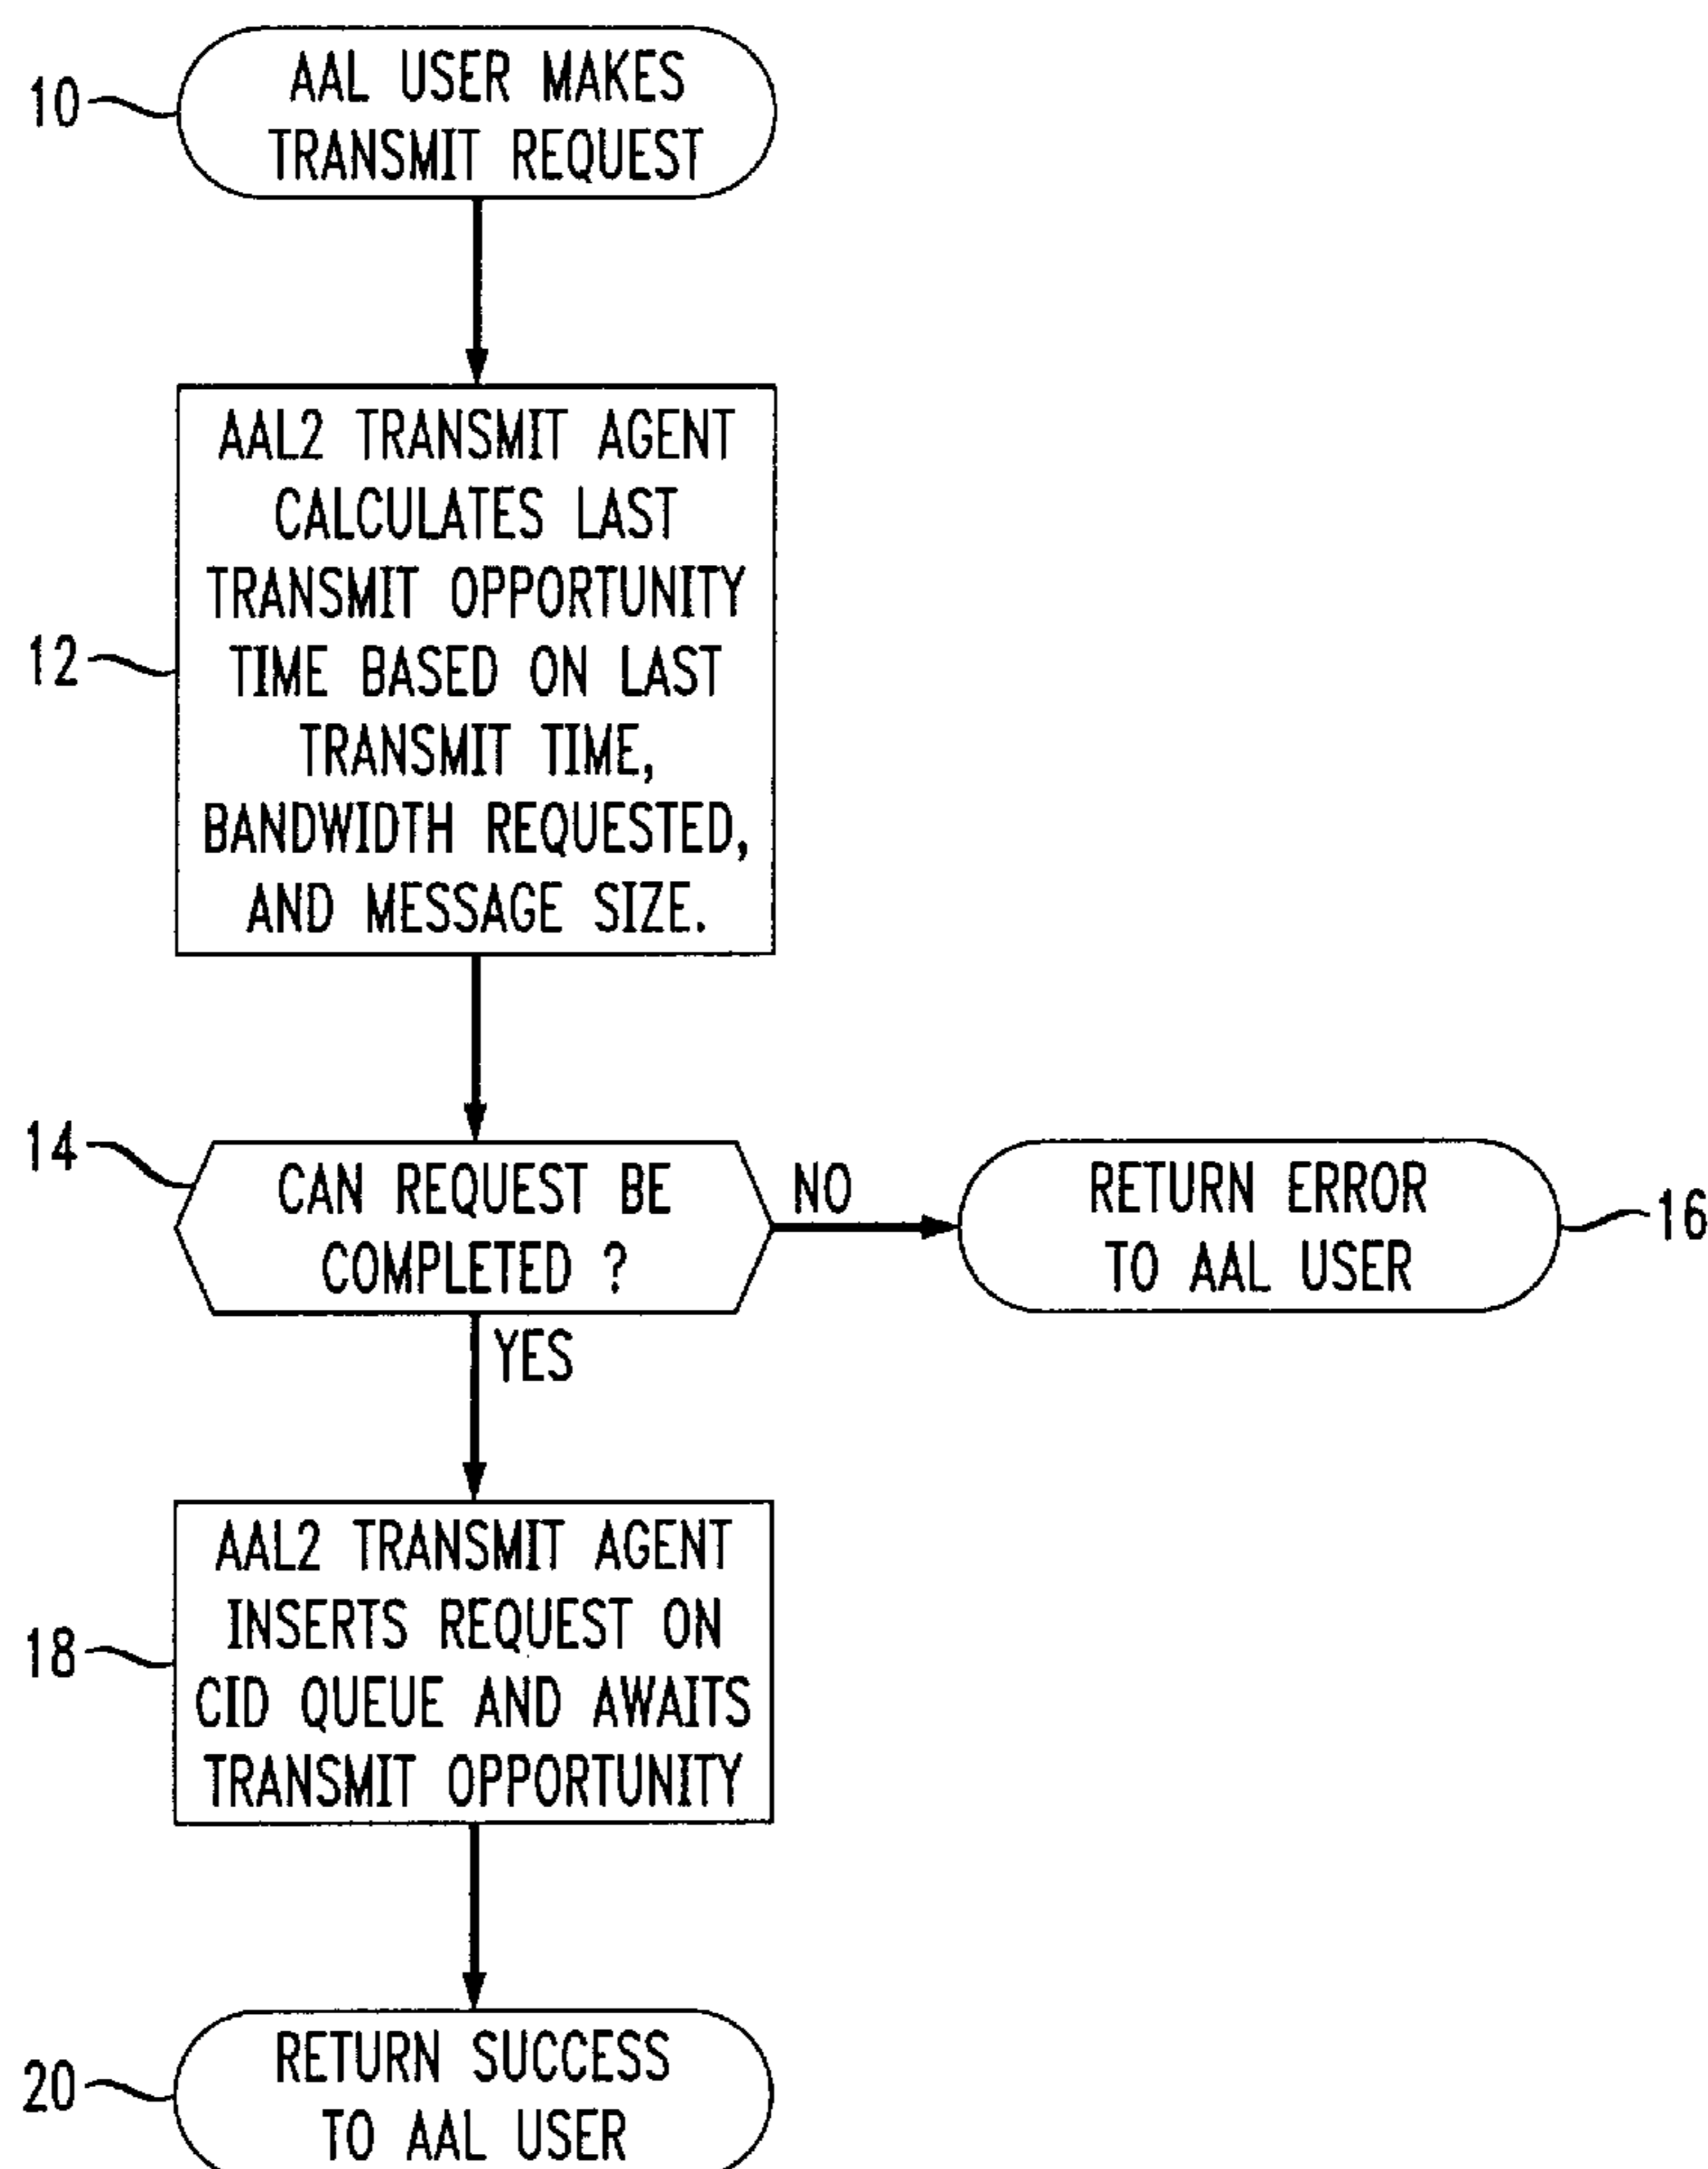 10
AAL USER MAKES
TRANSMIT REQUEST
12
AAL2 TRANSMIT AGENT
CALCULATES LAST
TRANSMIT OPPORTUNITY
TIME BASED ON LAST
TRANSMIT TIME,
BANDWIDTH REQUESTED,
AND MESSAGE SIZE.
14
CAN REQUEST BE
COMPLETED ?
NO
RETURN ERROR
TO AAL USER
16
YES
18
AAL2 TRANSMIT AGENT
INSERTS REQUEST ON
CID QUEUE AND AWAITS
TRANSMIT OPPORTUNITY
20
RETURN SUCCESS
TO AAL USER